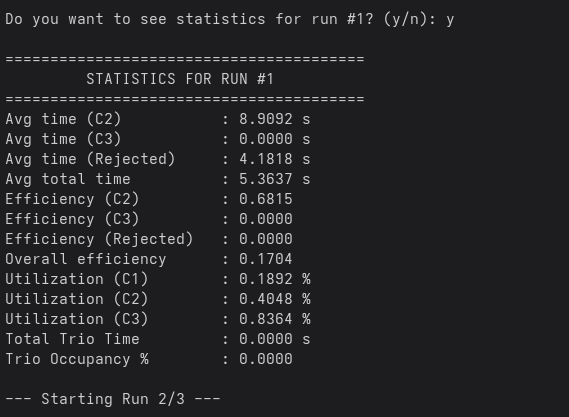 Do you want to see statistics for run #1? (y/n): y
========================================
STATISTICS FOR RUN #1
========================================
Avg time (C2)           : 8.9092 s
Avg time (C3)           : 0.0000 s
Avg time (Rejected)     : 4.1818 s
Avg total time          : 5.3637 s
Efficiency (C2)         : 0.6815
Efficiency (C3)         : 0.0000
Efficiency (Rejected)   : 0.0000
Overall efficiency      : 0.1704
Utilization (C1)        : 0.1892 %
Utilization (C2)        : 0.4048 %
Utilization (C3)        : 0.8364 %
Total Trio Time         : 0.0000 s
Trio Occupancy %        : 0.0000
--- Starting Run 2/3 ---